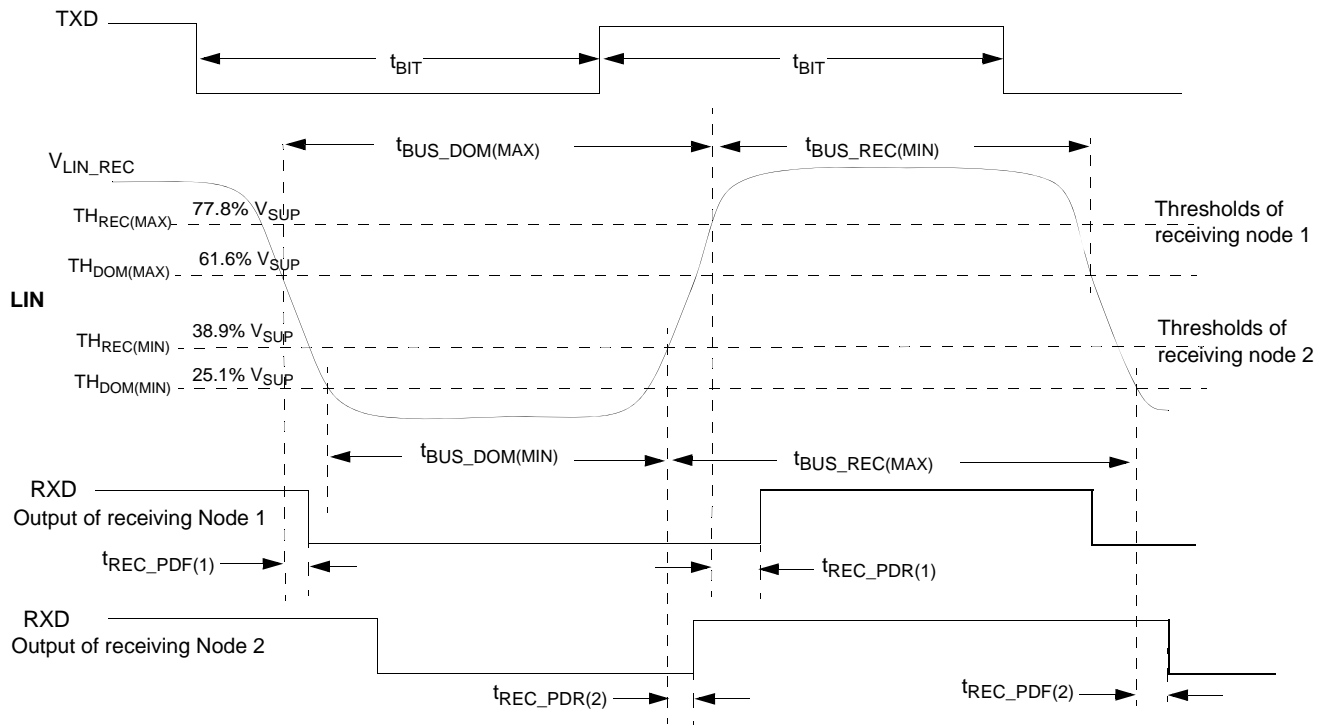 TXD
tBIT
tBIT
tBUS_DOM(MAX)
tBUS_REC(MIN)
VLIN_REC
THREC(MAX)
77.8% VSUP
Thresholds of
receiving node 1
THDOM(MAX)
61.6% VSUP
LIN
THREC(MIN)
38.9% VSUP
Thresholds of
receiving node 2
THDOM(MIN)
25.1% VSUP
tBUS_DOM(MIN)
tBUS_REC(MAX)
RXD
Output of receiving Node 1
tREC_PDF(1)
tREC_PDR(1)
RXD
Output of receiving Node 2
tREC_PDR(2)
tREC_PDF(2)